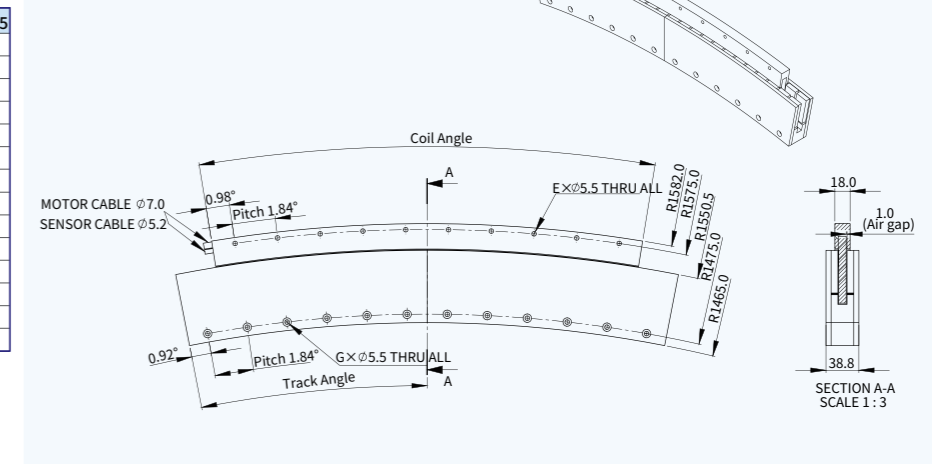 5
Coil Angle
A
E×∅5.5 THRU ALL
R1582.0
R1575.0
R1550.5
R1475.0
R1465.0
18.0
1.0
(Air gap)
0.98°
MOTOR CABLE ∅7.0
Pitch 1.84°
SENSOR CABLE ∅5.2
0.92°
Pitch 1.84°
G×∅5.5 THRU ALL
Track Angle
A
38.8
SECTION A-A
SCALE 1 : 3